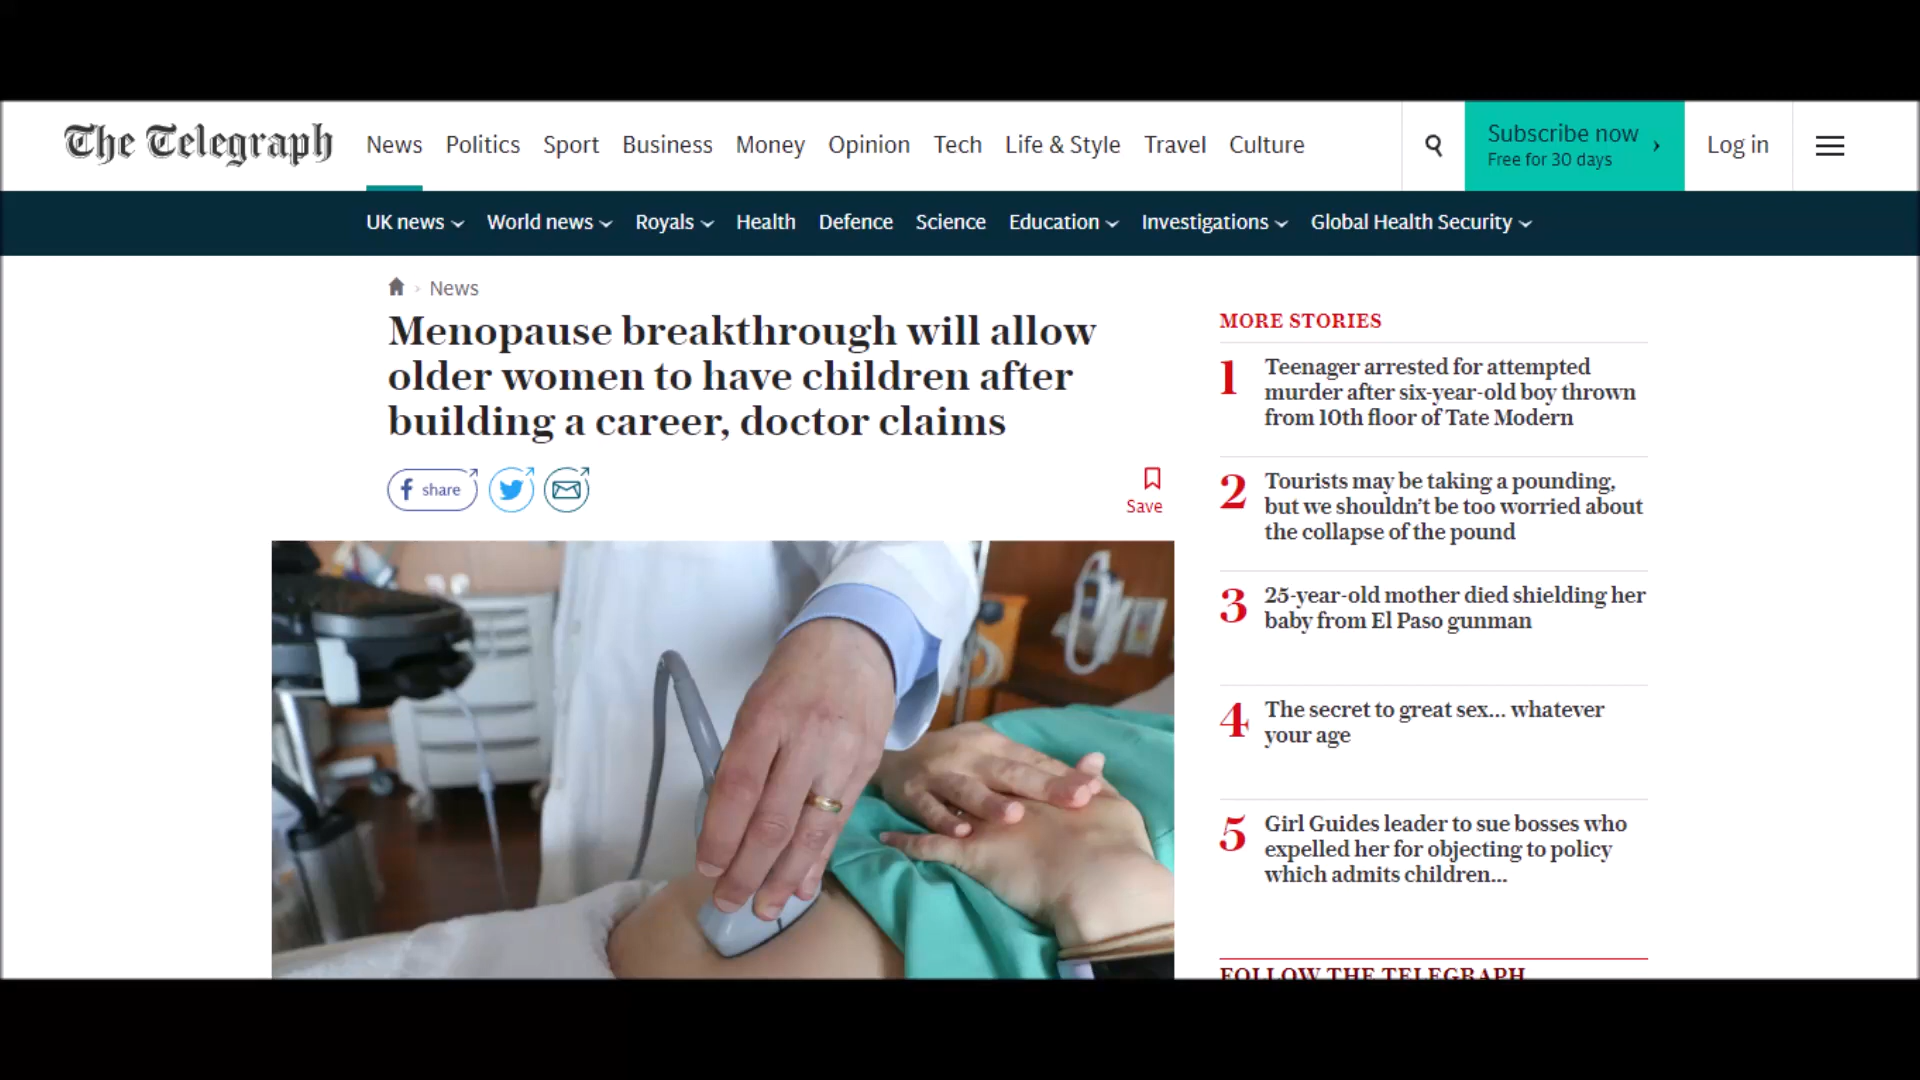 The Telegraph
News Politics Sport Business Money Opinion Tech Life & Style Travel Culture
Subscribe now
Free for 30 days
Log in
UK news World news Royals Health Defence Science Education Investigations Global Health Security
News
Menopause breakthrough will allow
older women to have children after
building a career, doctor claims
share
Save
MORE STORIES
1
Teenager arrested for attempted
murder after six-year-old boy thrown
from 10th floor of Tate Modern
2
Tourists may be taking a pounding,
but we shouldn't be too worried about
the collapse of the pound
3
25-year-old mother died shielding her
baby from El Paso gunman
4
The secret to great sex... whatever
your age
5
Girl Guides leader to sue bosses who
expelled her for objecting to policy
which admits children...
FOLLOW THE TELEGRAPH